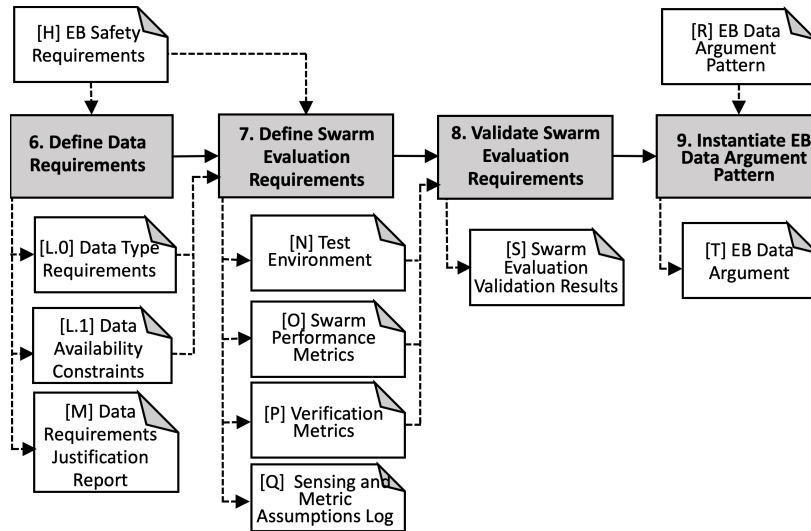 [H] EB Safety
Requirements
[R] EB Data
Argument
Pattern
6. Define Data
Requirements
7. Define Swarm
Evaluation
Requirements
8. Validate Swarm
Evaluation
Requirements
9. Instantiate EB
Data Argument
Pattern
[L.0] Data Type
Requirements
[L.1] Data
Availability
Constraints
[M] Data
Requirements
Justification
Report
[N] Test
Environment
[O] Swarm
Performance
Metrics
[P] Verification
Metrics
[Q] Sensing and
Metric
Assumptions Log
[S] Swarm
Evaluation
Validation Results
[T] EB Data
Argument